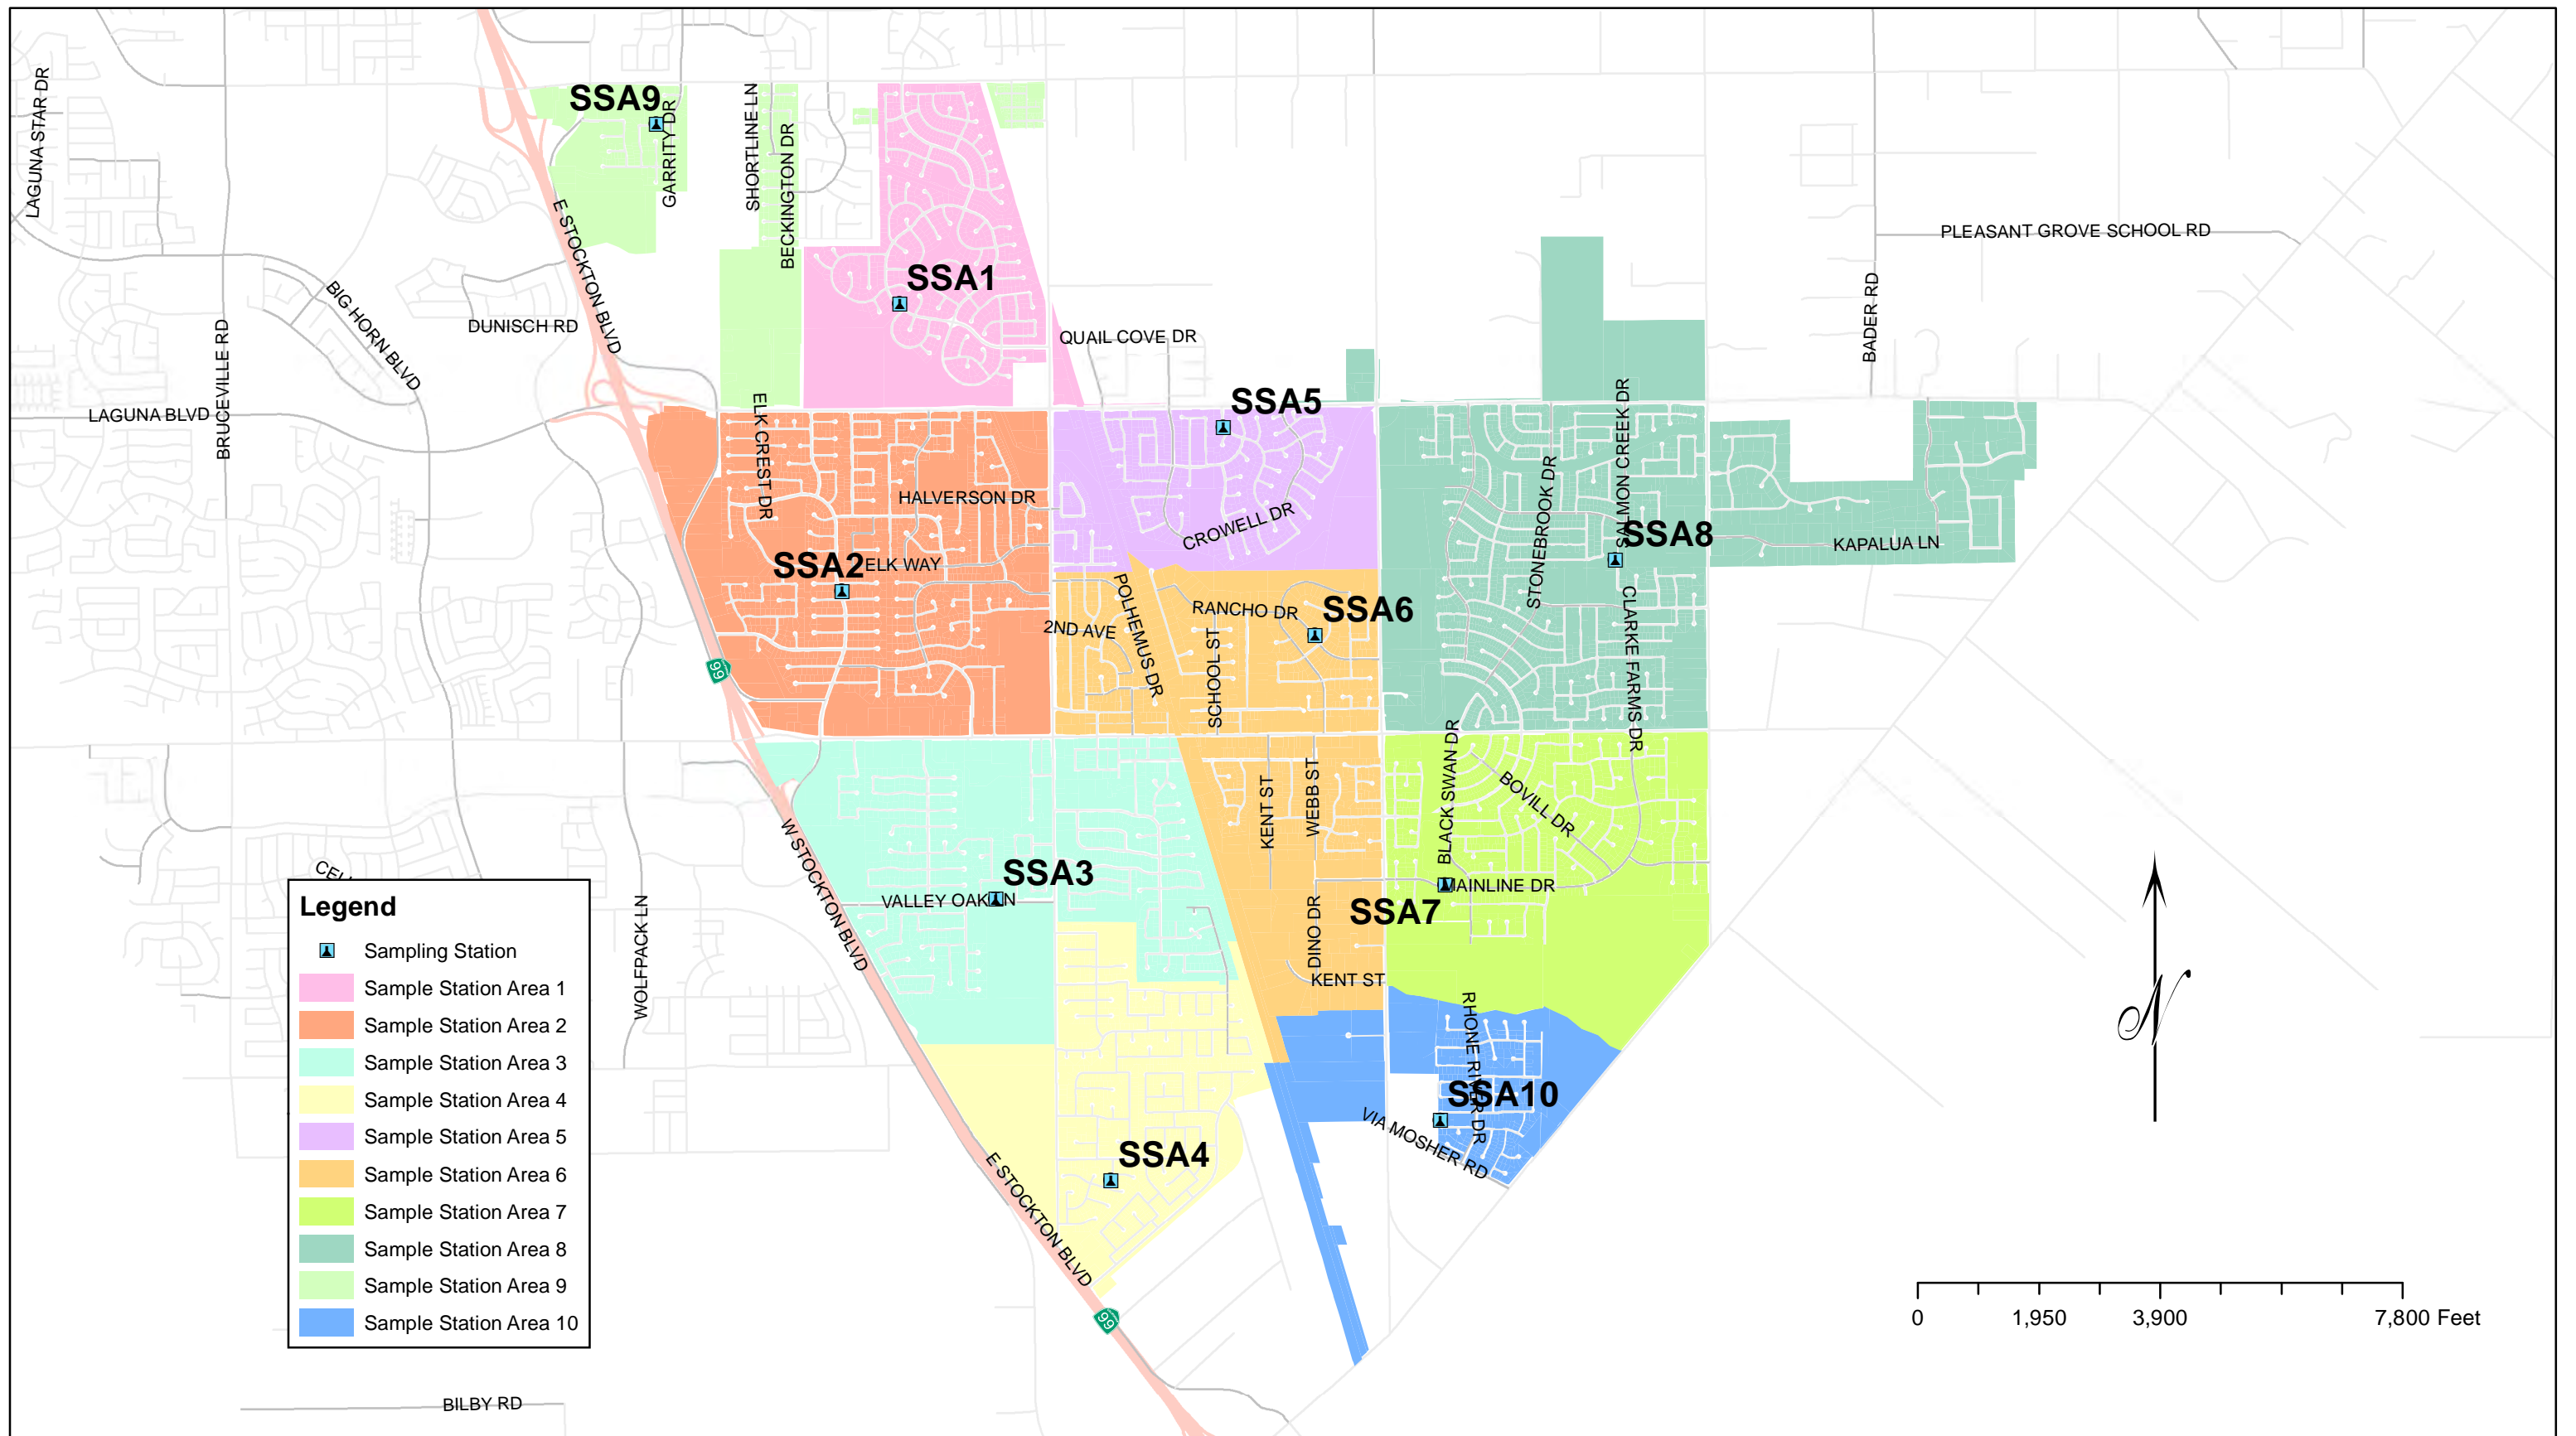 SSA9
LAGUNA STAR DR
GARRITY DR
SHORTLINE LN
BECKINGTON DR
E STOCKTON BLVD
PLEASANT GROVE SCHOOL RD
SSA1
BIG HORN BLVD
DUNISCH RD
QUAIL COVE DR
BADER RD
BRUCEVILLE RD
LAGUNA BLVD
ELK CREST DR
SSA5
SALMON CREEK DR
HALVERSON DR
CROWELL DR
STONEBROOK DR
SSA8
KAPALUA LN
SSA2
ELK WAY
POLHEMUS DR
RANCHO DR
SSA6
2ND AVE
SCHOOL ST
CLARKE FARMS DR
99
BLACK SWAN DR
KENT ST
WEBB ST
BOVILL DR
W STOCKTON BLVD
SSA3
VALLEY OAK LN
MAINLINE DR
SSA7
DINO DR
KENT ST
WOLFPACK LN
RHONE RIVER DR
SSA10
VIA MOSHER RD
SSA4
E STOCKTON BLVD
99
BILBY RD
Legend
Sampling Station
Sample Station Area 1
Sample Station Area 2
Sample Station Area 3
Sample Station Area 4
Sample Station Area 5
Sample Station Area 6
Sample Station Area 7
Sample Station Area 8
Sample Station Area 9
Sample Station Area 10
N
0 1,950 3,900 7,800 Feet